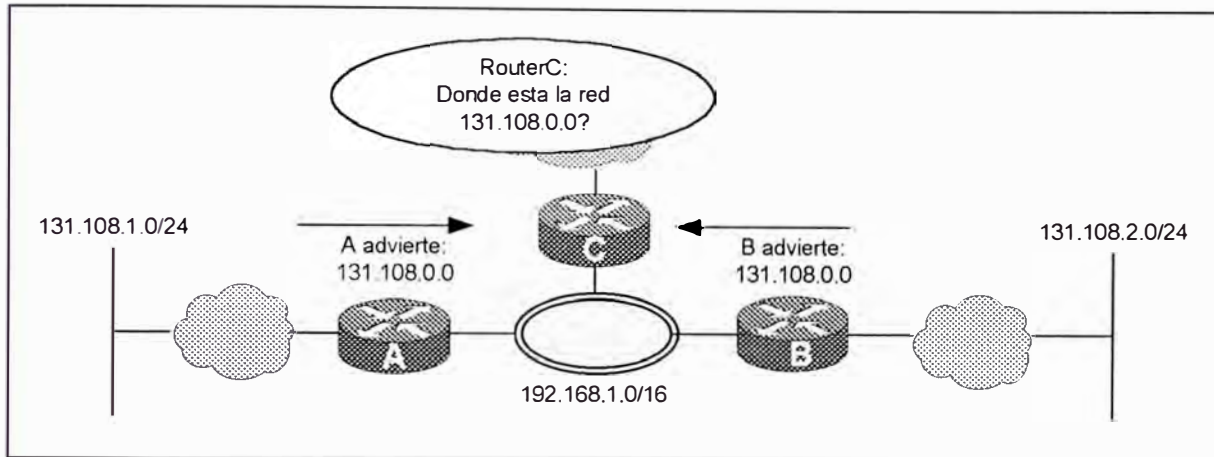 RouterC:
Donde esta la red
131.108.0.0?
131.108.1.0/24
A advierte:
131.108.0.0
C
B advierte:
131.108.0.0
131.108.2.0/24
A
B
192.168.1.0/16